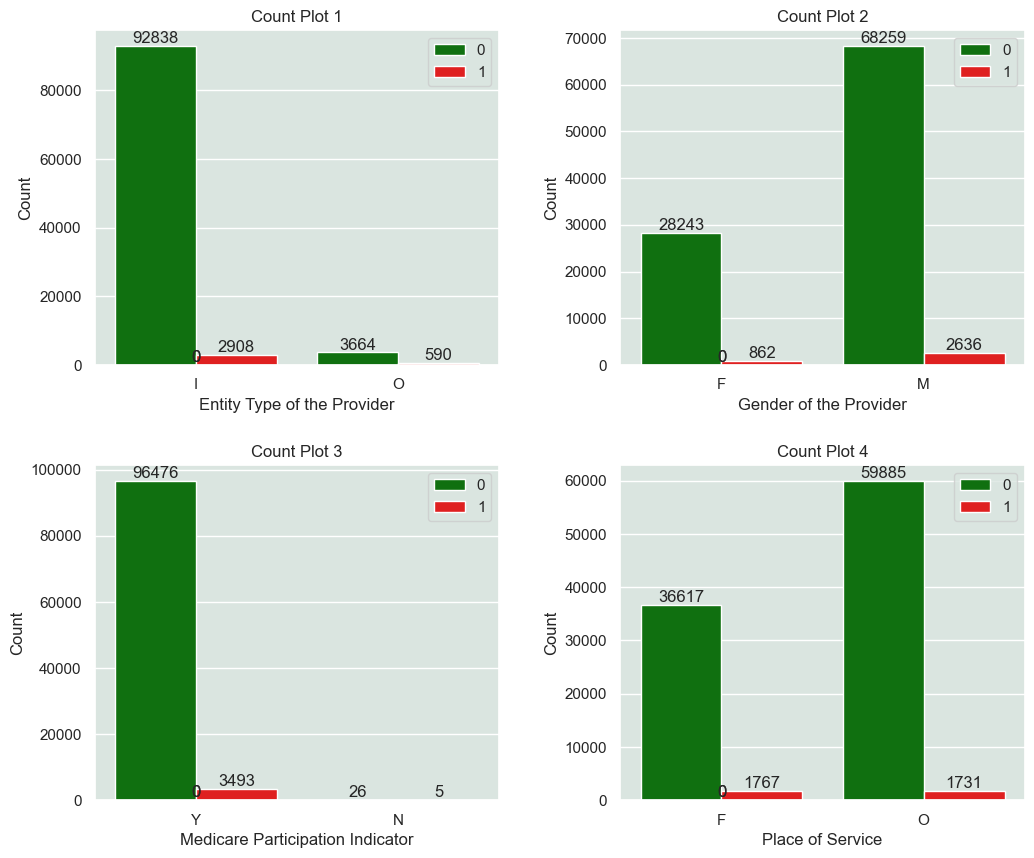 Count Plot 1
92838
0
1
80000
60000
Count
40000
20000
2908
3664
590
0
0
I
O
Entity Type of the Provider
Count Plot 2
70000
68259
0
1
60000
50000
Count
40000
30000
28243
20000
10000
862
2636
0
0
F
M
Gender of the Provider
Count Plot 3
100000
96476
0
1
80000
60000
Count
40000
20000
3493
0
26
5
0
Y
N
Medicare Participation Indicator
Count Plot 4
60000
59885
0
1
50000
40000
36617
Count
30000
20000
10000
1767
1731
0
0
F
O
Place of Service